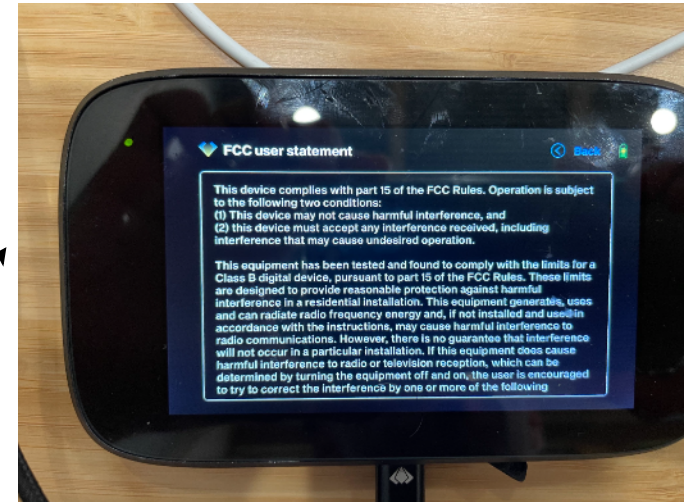 FCC user statement
Back
This device complies with part 15 of the FCC Rules. Operation is subject
to the following two conditions:
(1) This device may not cause harmful interference, and
(2) this device must accept any interference received, including
interference that may cause undesired operation.
This equipment has been tested and found to comply with the limits for a
Class B digital device, pursuant to part 15 of the FCC Rules. These limits
are designed to provide reasonable protection against harmful
interference in a residential installation. This equipment generates, uses
and can radiate radio frequency energy and, if not installed and used in
accordance with the instructions, may cause harmful interference to
radio communications. However, there is no guarantee that interference
will not occur in a particular installation. If this equipment does cause
harmful interference to radio or television reception, which can be
determined by turning the equipment off and on, the user is encouraged
to try to correct the interference by one or more of the following